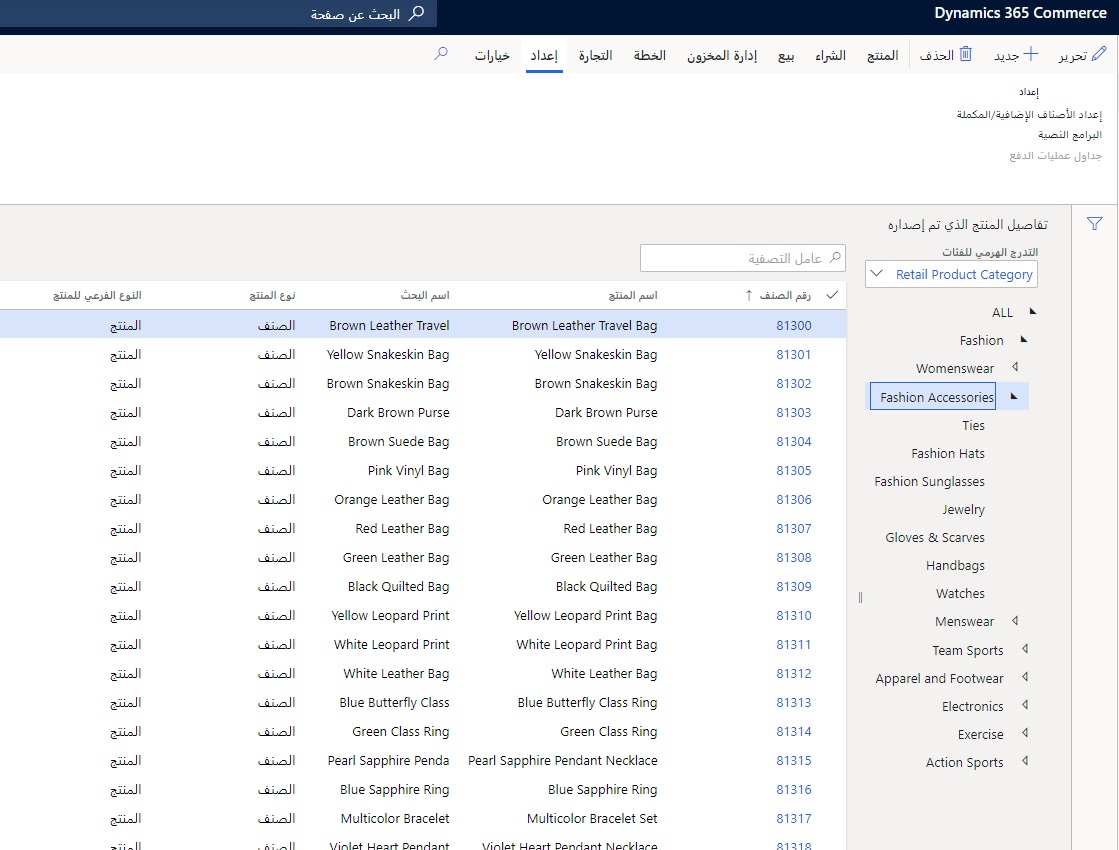 Dynamics 365 Commerce
البحث عن صفحة
تحرير جديد الحذف المنتج الشراء بيع إدارة المخزون الخطة التجارة إعداد خيارات
إعداد
إعداد الأصناف الإضافية/المكملة
البرامج النصية
جداول عمليات الدفع
تفاصيل المنتج الذي تم إصداره
التدرج الهرمي للفئات
Retail Product Category
ALL
Fashion
Womenswear
Fashion Accessories
Ties
Fashion Hats
Fashion Sunglasses
Jewelry
Gloves & Scarves
Handbags
Watches
Menswear
Team Sports
Apparel and Footwear
Electronics
Exercise
Action Sports
عامل التصفية
رقم الصنف ↑ اسم المنتج اسم البحث نوع المنتج النوع الفرعي للمنتج
81300 Brown Leather Travel Bag Brown Leather Travel الصنف المنتج
81301 Yellow Snakeskin Bag Yellow Snakeskin Bag الصنف المنتج
81302 Brown Snakeskin Bag Brown Snakeskin Bag الصنف المنتج
81303 Dark Brown Purse Dark Brown Purse الصنف المنتج
81304 Brown Suede Bag Brown Suede Bag الصنف المنتج
81305 Pink Vinyl Bag Pink Vinyl Bag الصنف المنتج
81306 Orange Leather Bag Orange Leather Bag الصنف المنتج
81307 Red Leather Bag Red Leather Bag الصنف المنتج
81308 Green Leather Bag Green Leather Bag الصنف المنتج
81309 Black Quilted Bag Black Quilted Bag الصنف المنتج
81310 Yellow Leopard Print Bag Yellow Leopard Print الصنف المنتج
81311 White Leopard Print Bag White Leopard Print الصنف المنتج
81312 White Leather Bag White Leather Bag الصنف المنتج
81313 Blue Butterfly Class Ring Blue Butterfly Class الصنف المنتج
81314 Green Class Ring Green Class Ring الصنف المنتج
81315 Pearl Sapphire Pendant Necklace Pearl Sapphire Penda الصنف المنتج
81316 Blue Sapphire Ring Blue Sapphire Ring الصنف المنتج
81317 Multicolor Bracelet Set Multicolor Bracelet الصنف المنتج
81318 Violet Heart Pendant Necklace Violet Heart Pendant الصنف المنتج